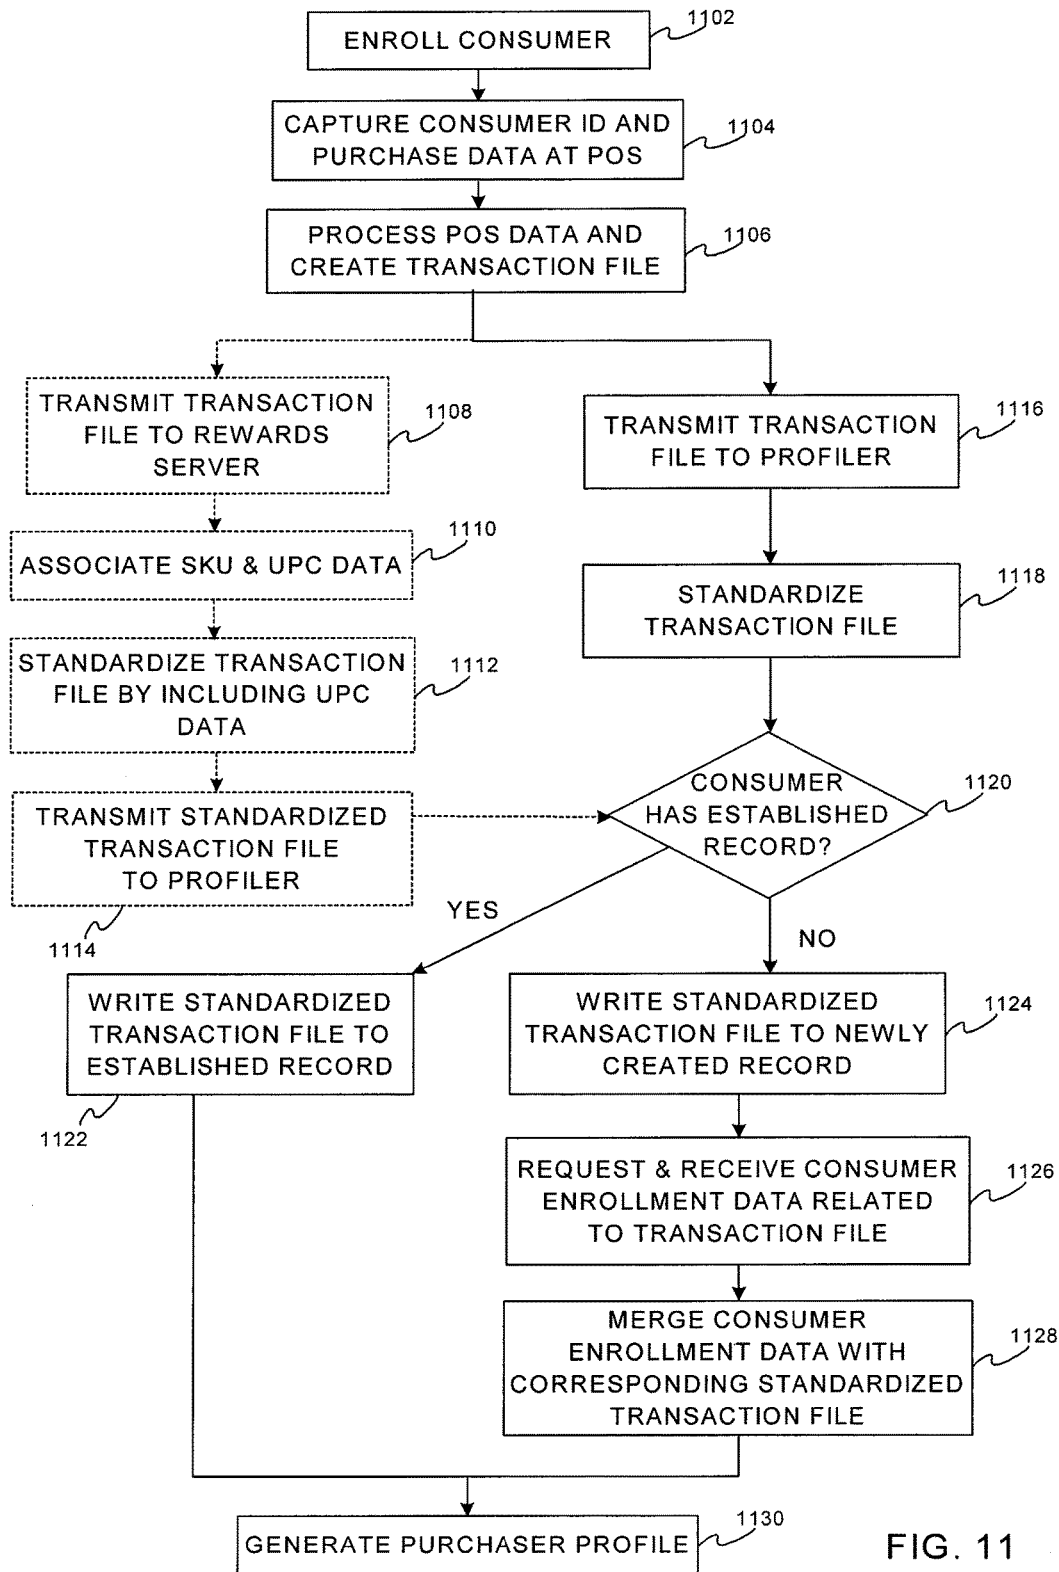 1102
ENROLL CONSUMER
CAPTURE CONSUMER ID AND
PURCHASE DATA AT POS
1104
PROCESS POS DATA AND
CREATE TRANSACTION FILE
1106
TRANSMIT TRANSACTION
FILE TO REWARDS
SERVER
1108
ASSOCIATE SKU & UPC DATA
1110
STANDARDIZE TRANSACTION
FILE BY INCLUDING UPC
DATA
1112
TRANSMIT STANDARDIZED
TRANSACTION FILE
TO PROFILER
1114
TRANSMIT TRANSACTION
FILE TO PROFILER
1116
STANDARDIZE
TRANSACTION FILE
1118
CONSUMER
HAS ESTABLISHED
RECORD?
1120
YES
NO
WRITE STANDARDIZED
TRANSACTION FILE TO
ESTABLISHED RECORD
1122
WRITE STANDARDIZED
TRANSACTION FILE TO NEWLY
CREATED RECORD
1124
REQUEST & RECEIVE CONSUMER
ENROLLMENT DATA RELATED
TO TRANSACTION FILE
1126
MERGE CONSUMER
ENROLLMENT DATA WITH
CORRESPONDING STANDARDIZED
TRANSACTION FILE
1128
GENERATE PURCHASER PROFILE
1130
FIG. 11